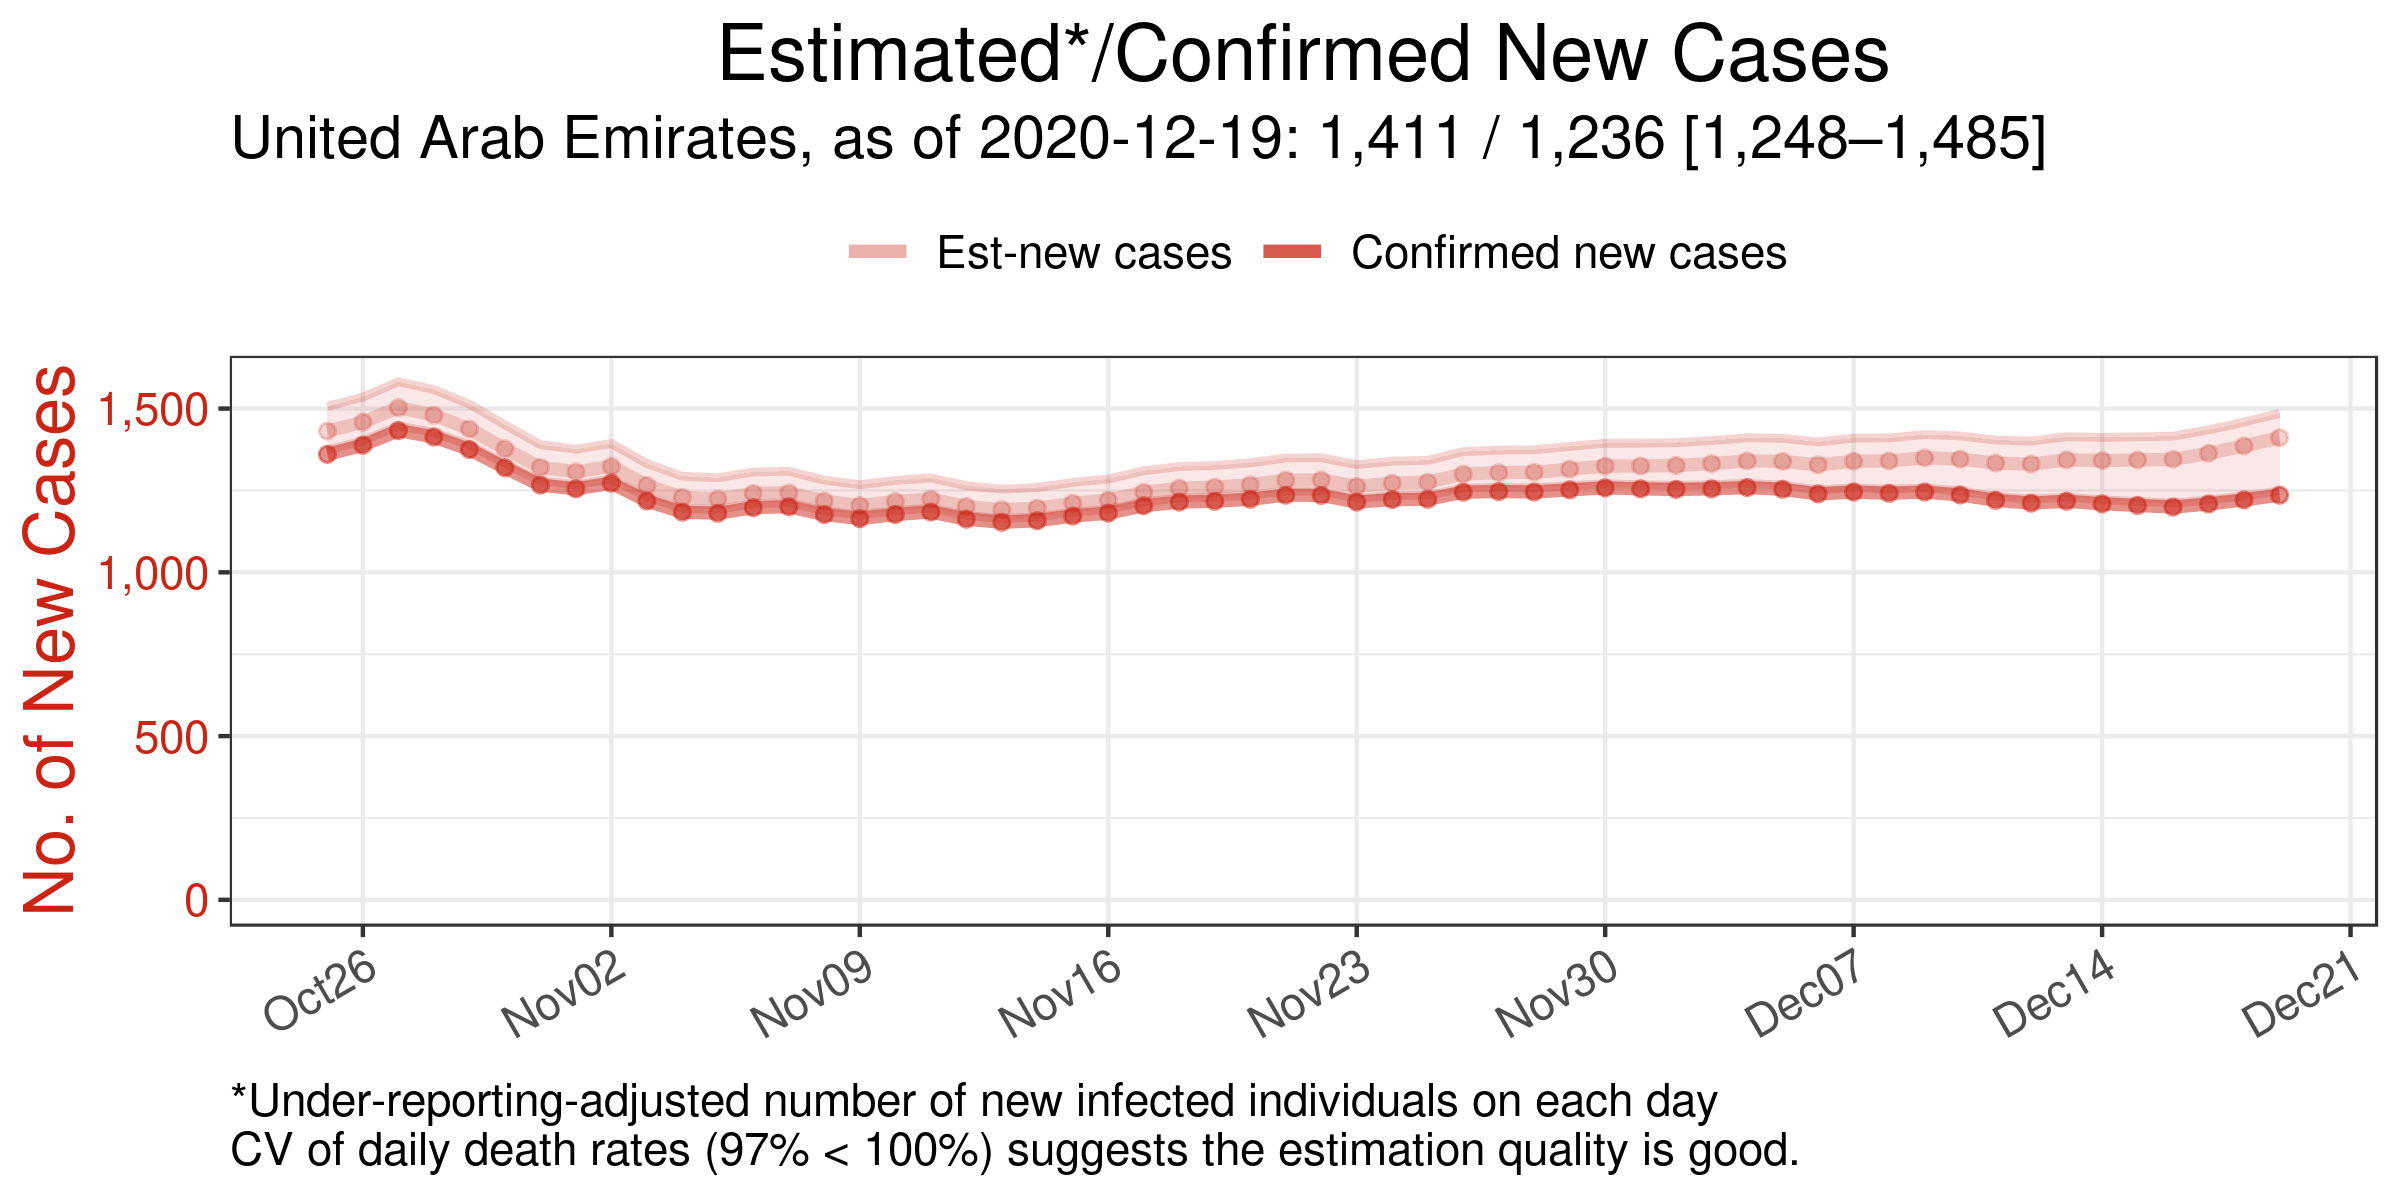 Estimated*/Confirmed New Cases
United Arab Emirates, as of 2020-12-19: 1,411 / 1,236 [1,248–1,485]
Est-new cases Confirmed new cases
No. of New Cases
1,500
1,000
500
0
Oct26 Nov02 Nov09 Nov16 Nov23 Nov30 Dec07 Dec14 Dec21
*Under-reporting-adjusted number of new infected individuals on each day
CV of daily death rates (97% < 100%) suggests the estimation quality is good.